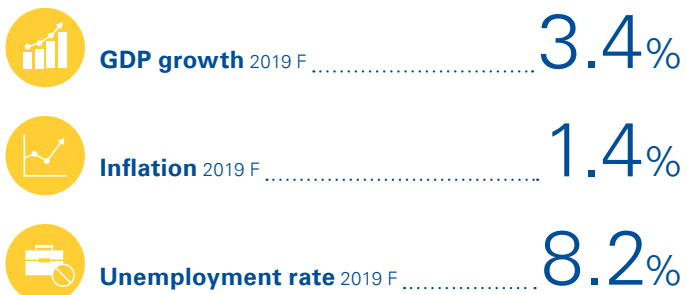 GDP growth 2019 F 3.4%
Inflation 2019 F 1.4%
Unemployment rate 2019 F 8.2%